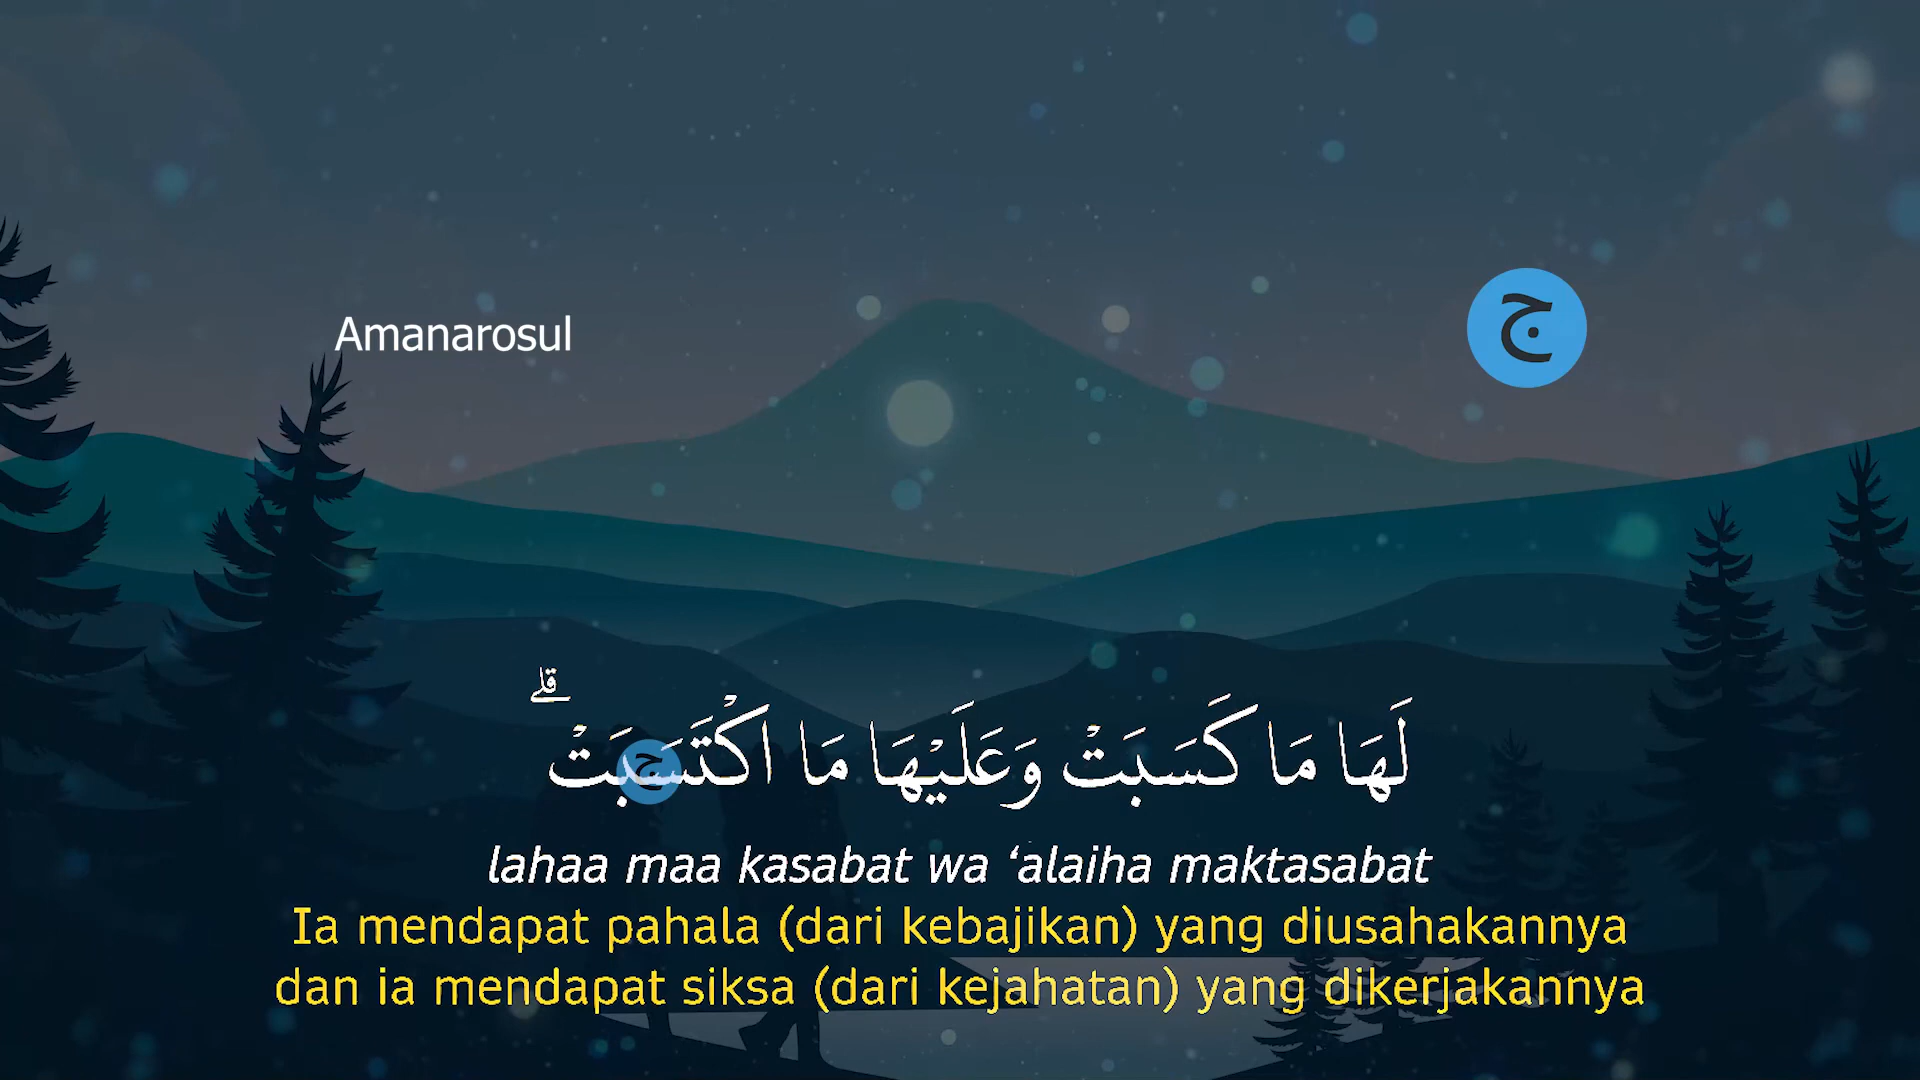 Amanarosul
ج
لَهَا مَا كَسَبَتْ وَعَلَيْهَا مَا اكْتَسَبَتْ ۗ
ج
lahaa maa kasabat wa ‘alaiha maktasabat
Ia mendapat pahala (dari kebajikan) yang diusahakannya
dan ia mendapat siksa (dari kejahatan) yang dikerjakannya